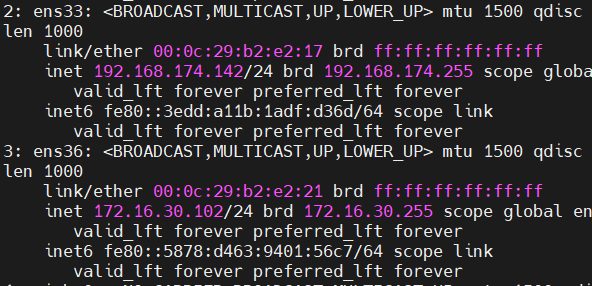 2: ens33: <BROADCAST,MULTICAST,UP,LOWER_UP> mtu 1500 qdisc
len 1000
    link/ether 00:0c:29:b2:e2:17 brd ff:ff:ff:ff:ff:ff
    inet 192.168.174.142/24 brd 192.168.174.255 scope globa
       valid_lft forever preferred_lft forever
    inet6 fe80::3edd:a11b:1adf:d36d/64 scope link
       valid_lft forever preferred_lft forever
3: ens36: <BROADCAST,MULTICAST,UP,LOWER_UP> mtu 1500 qdisc
len 1000
    link/ether 00:0c:29:b2:e2:21 brd ff:ff:ff:ff:ff:ff
    inet 172.16.30.102/24 brd 172.16.30.255 scope global en
       valid_lft forever preferred_lft forever
    inet6 fe80::5878:d463:9401:56c7/64 scope link
       valid_lft forever preferred_lft forever